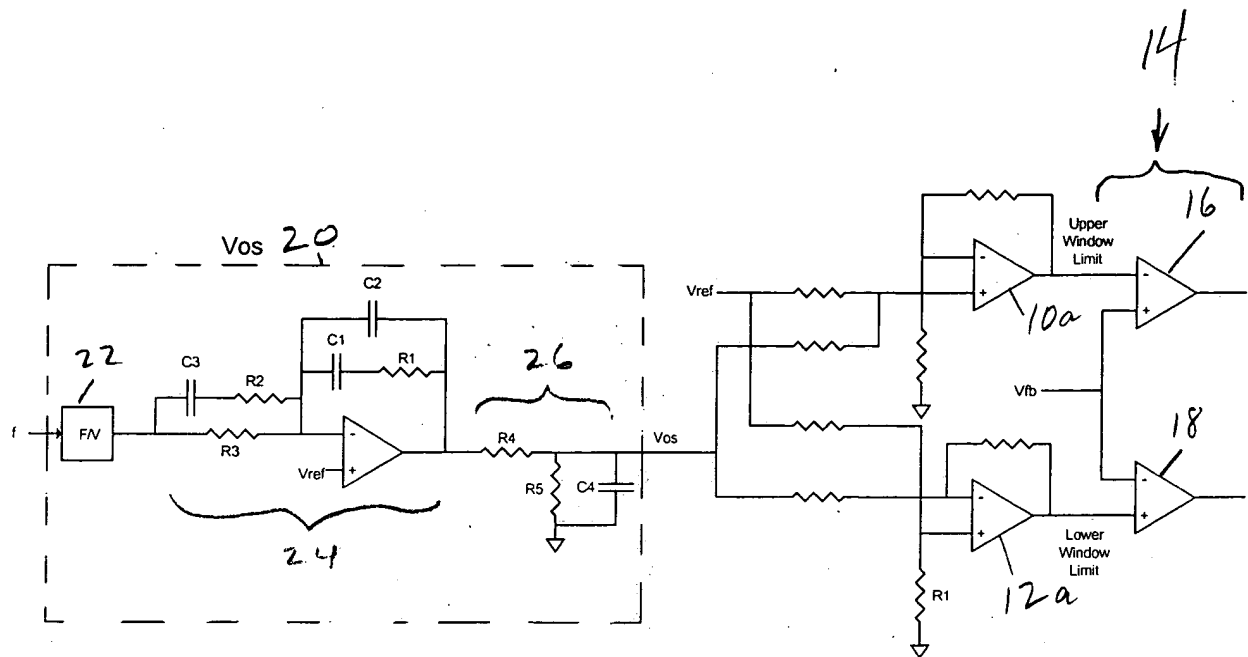 14
Vos 20
C2
C1
R1
22
C3
R2
26
16
Upper
Window
Limit
Vref
10a
f
F/V
R3
Vref
R4
Vos
Vfb
18
R5
C4
24
Lower
Window
Limit
R1
12a